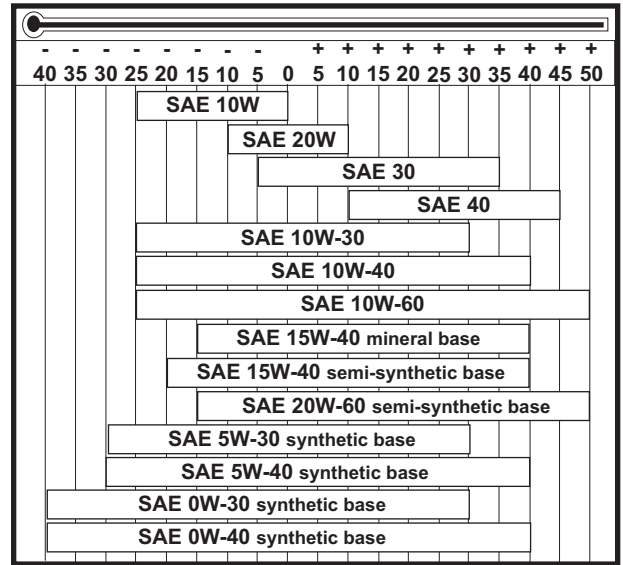 - - - - - - - - + + + + + + + + + +
40 35 30 25 20 15 10 5 0 5 10 15 20 25 30 35 40 45 50
SAE 10W
SAE 20W
SAE 30
SAE 40
SAE 10W-30
SAE 10W-40
SAE 10W-60
SAE 15W-40 mineral base
SAE 15W-40 semi-synthetic base
SAE 20W-60 semi-synthetic base
SAE 5W-30 synthetic base
SAE 5W-40 synthetic base
SAE 0W-30 synthetic base
SAE 0W-40 synthetic base